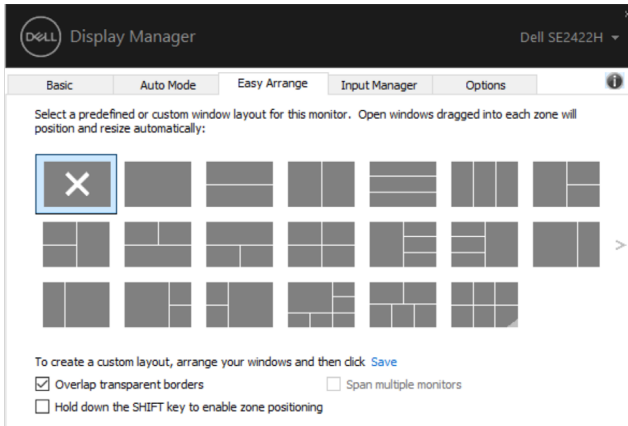 DELL Display Manager Dell SE2422H
Basic Auto Mode Easy Arrange Input Manager Options
Select a predefined or custom window layout for this monitor. Open windows dragged into each zone will
position and resize automatically:
To create a custom layout, arrange your windows and then click Save
Overlap transparent borders Span multiple monitors
Hold down the SHIFT key to enable zone positioning